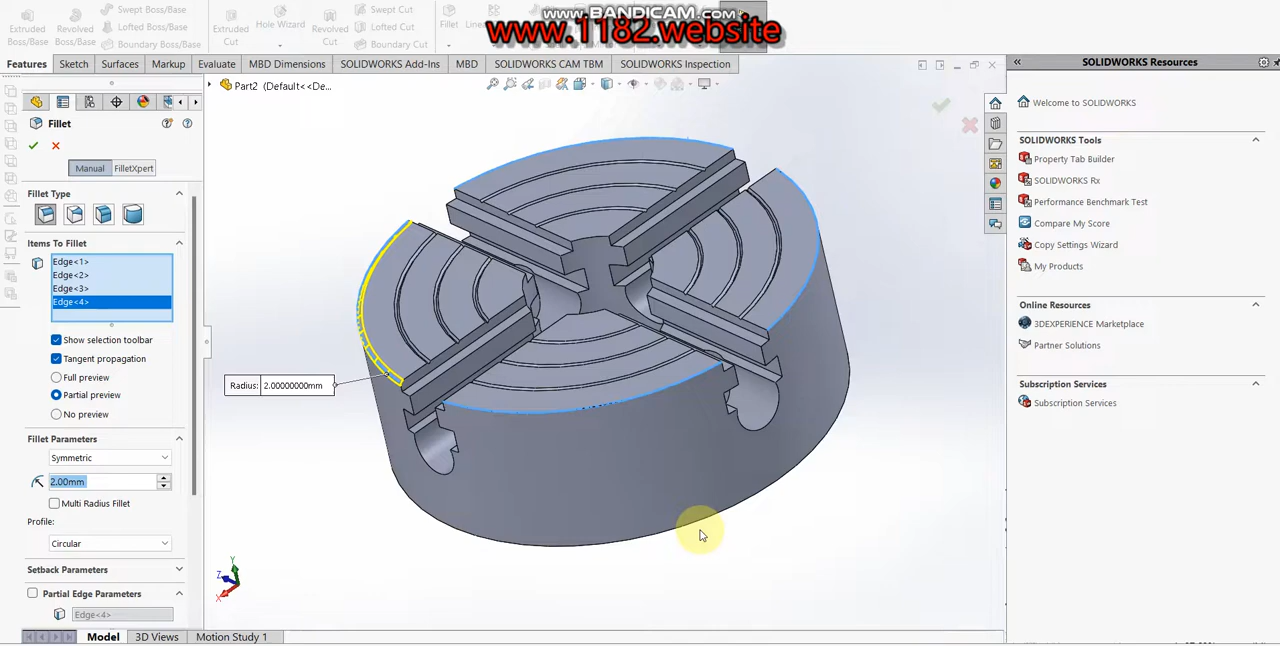 www.BANDICAM.com
www.1182.website
Extruded Boss/Base
Revolved Boss/Base
Swept Boss/Base
Lofted Boss/Base
Boundary Boss/Base
Extruded Cut
Hole Wizard
Revolved Cut
Swept Cut
Lofted Cut
Boundary Cut
Fillet
Features
Sketch
Surfaces
Markup
Evaluate
MBD Dimensions
SOLIDWORKS Add-Ins
MBD
SOLIDWORKS CAM TBM
SOLIDWORKS Inspection
Part2 (Default<<De...
Fillet
Manual
FilletXpert
Fillet Type
Items To Fillet
Edge<1>
Edge<2>
Edge<3>
Edge<4>
Show selection toolbar
Tangent propagation
Full preview
Partial preview
No preview
Fillet Parameters
Symmetric
2.00mm
Multi Radius Fillet
Profile:
Circular
Setback Parameters
Partial Edge Parameters
Edge<4>
Radius: 2.00000000mm
Y
Z
X
Model
3D Views
Motion Study 1
SOLIDWORKS Resources
Welcome to SOLIDWORKS
SOLIDWORKS Tools
Property Tab Builder
SOLIDWORKS Rx
Performance Benchmark Test
Compare My Score
Copy Settings Wizard
My Products
Online Resources
3DEXPERIENCE Marketplace
Partner Solutions
Subscription Services
Subscription Services